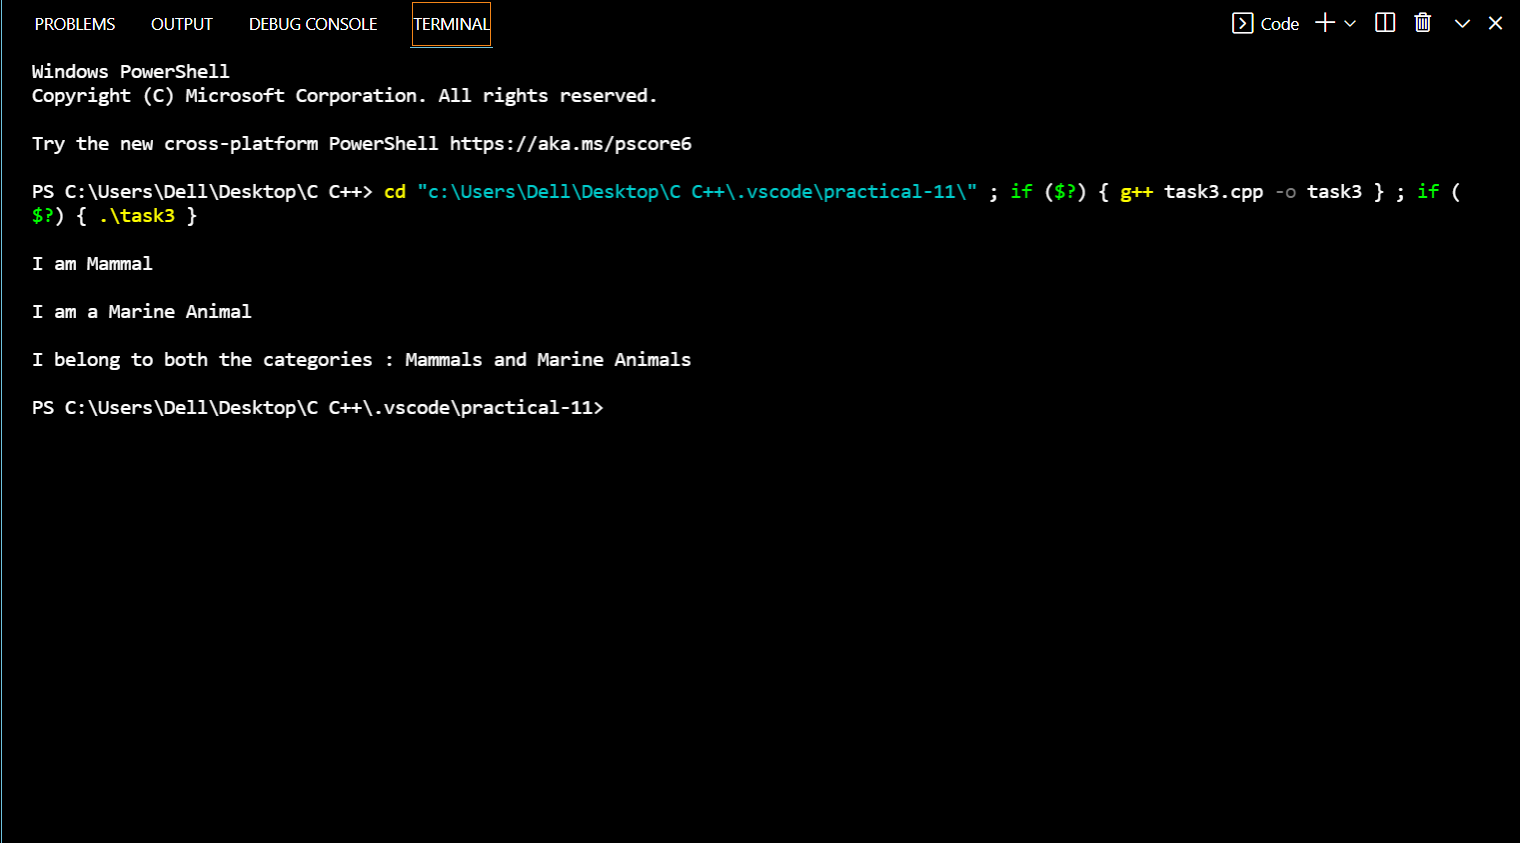 PROBLEMS OUTPUT DEBUG CONSOLE TERMINAL Code
Windows PowerShell
Copyright (C) Microsoft Corporation. All rights reserved.
Try the new cross-platform PowerShell https://aka.ms/pscore6
PS C:\Users\Dell\Desktop\C C++> cd "c:\Users\Dell\Desktop\C C++\.vscode\practical-11\" ; if ($?) { g++ task3.cpp -o task3 } ; if (
$?) { .\task3 }
I am Mammal
I am a Marine Animal
I belong to both the categories : Mammals and Marine Animals
PS C:\Users\Dell\Desktop\C C++\.vscode\practical-11>